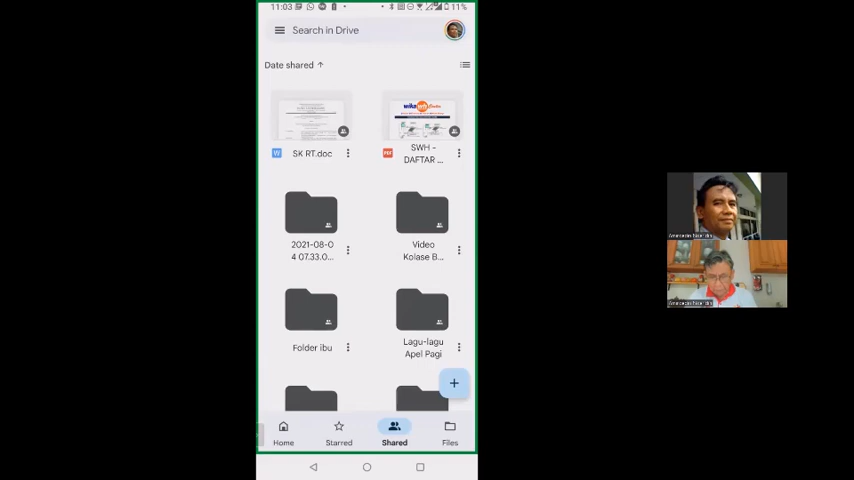 11:03
11%
Search in Drive
Date shared ↑
SK RT.doc
SWH -
DAFTAR ...
2021-08-0
4 07.33.0...
Video
Kolase B...
Folder ibu
Lagu-lagu
Apel Pagi
Home
Starred
Shared
Files